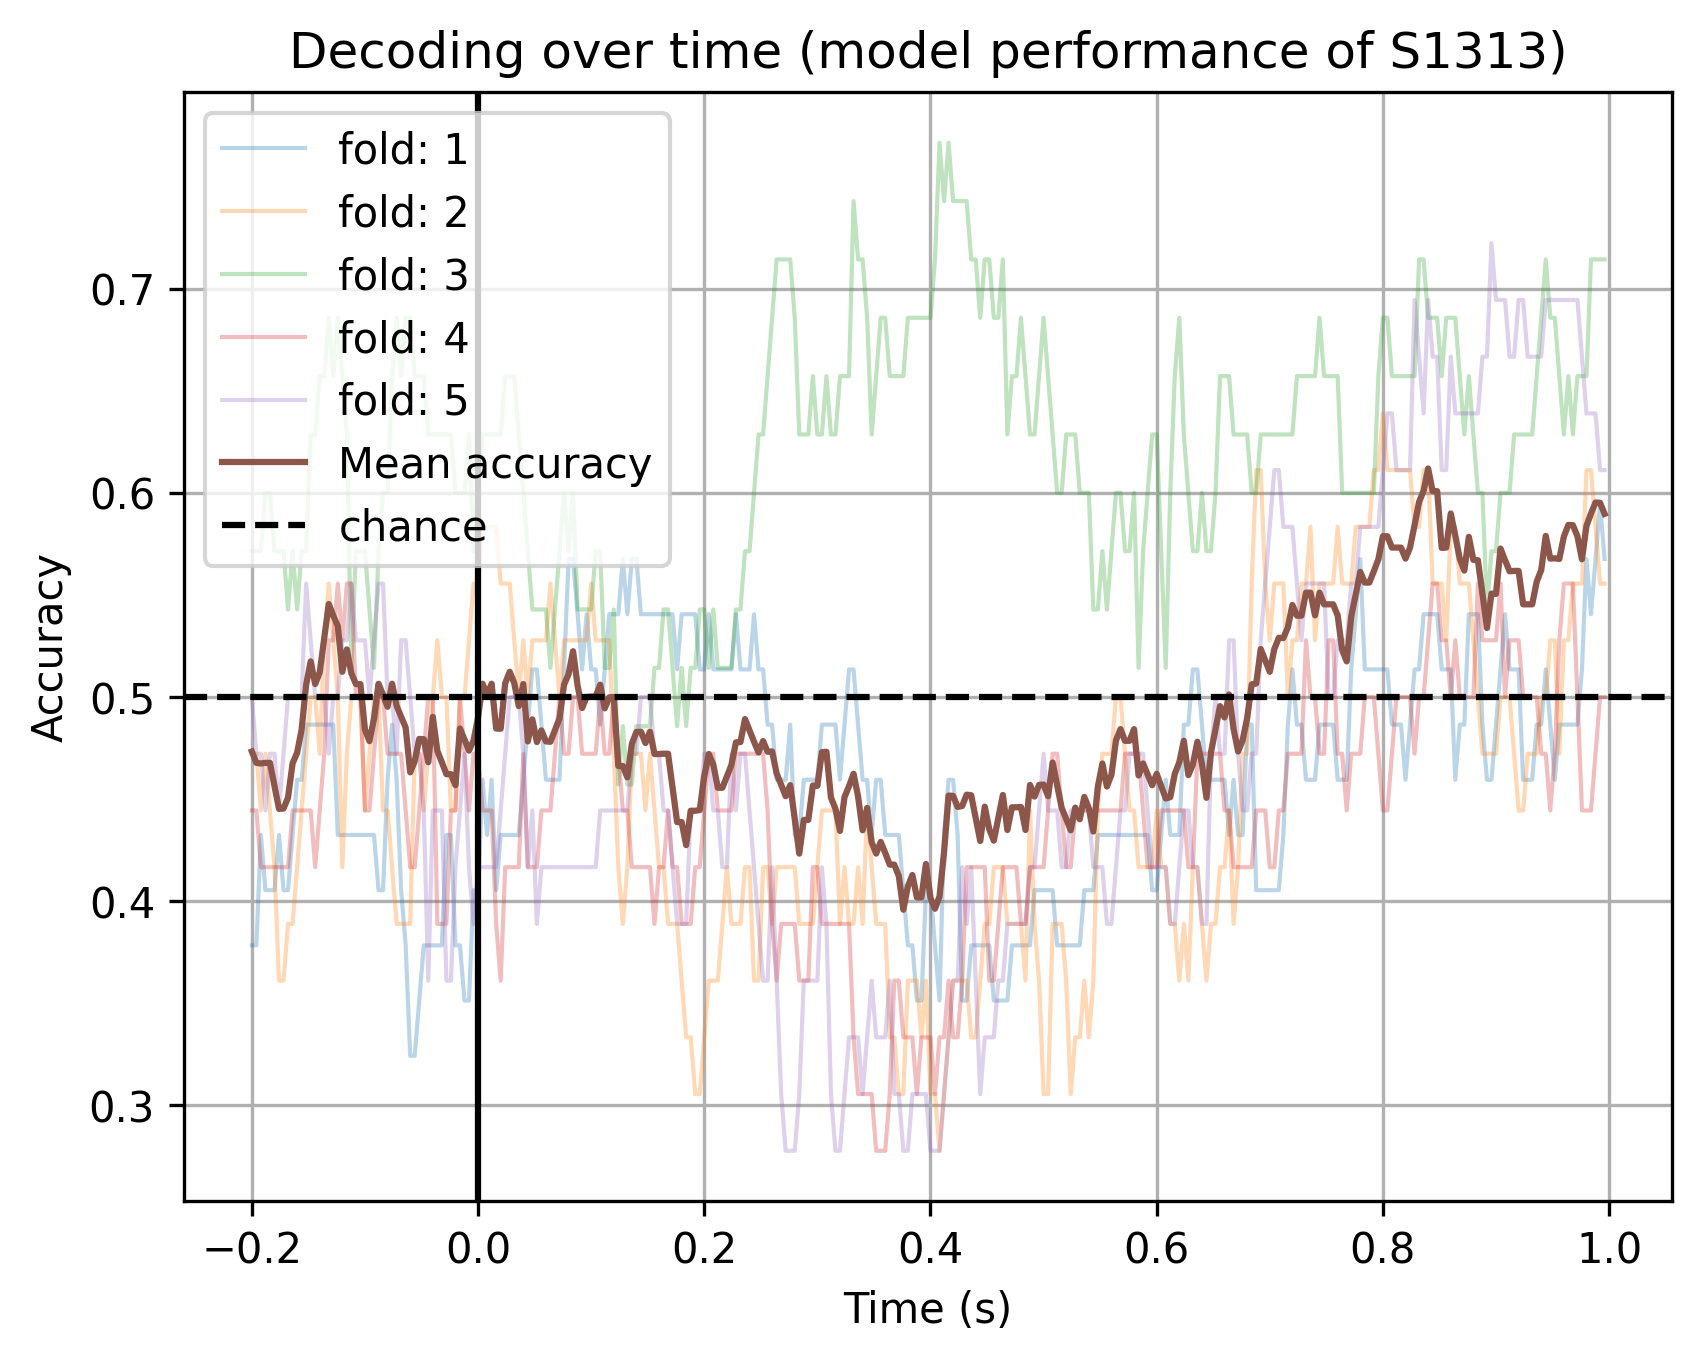 Decoding over time (model performance of S1313)
fold: 1
fold: 2
fold: 3
fold: 4
fold: 5
Mean accuracy
chance
Accuracy
0.7
0.6
0.5
0.4
0.3
−0.2 0.0 0.2 0.4 0.6 0.8 1.0
Time (s)